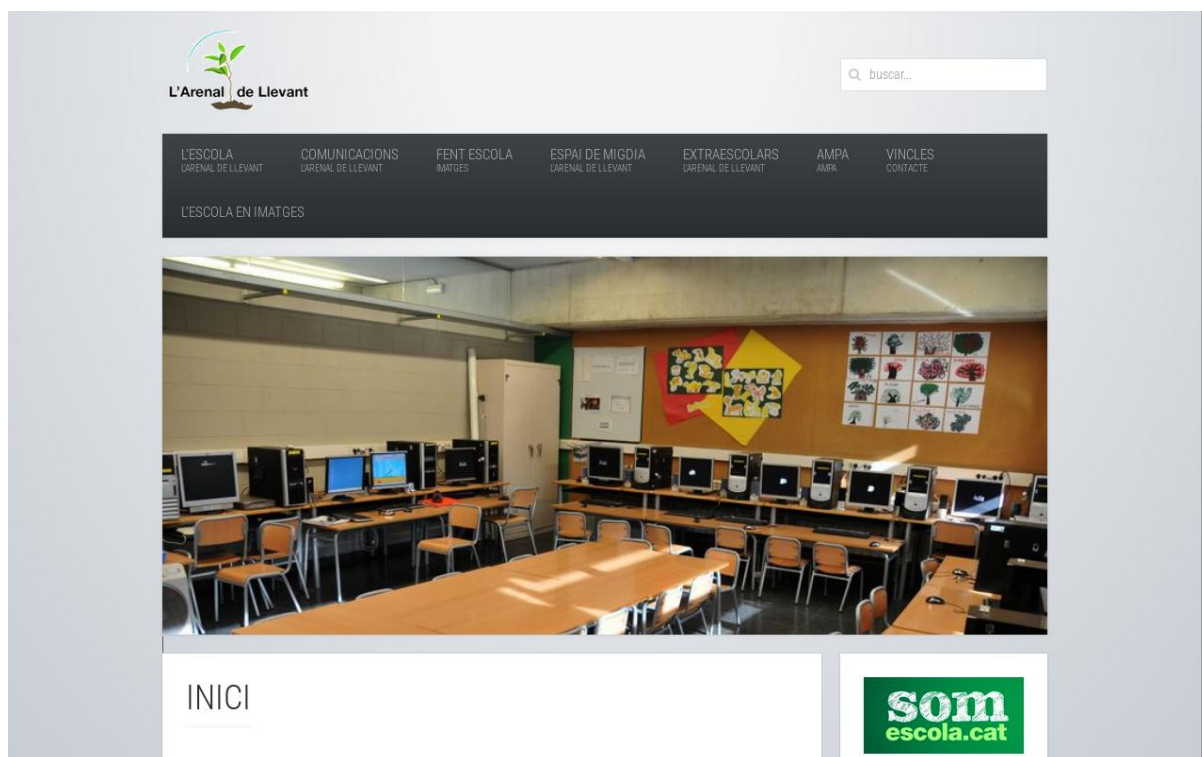 L'Arenal de Llevant
buscar...
L'ESCOLA COMUNICACIONS FENT ESCOLA ESPAI DE MIGDIA EXTRAESCOLARS AMPA VINCLES
L'ARENAL DE LLEVANT L'ARENAL DE LLEVANT IMATGES L'ARENAL DE LLEVANT L'ARENAL DE LLEVANT AMPA CONTACTE
L'ESCOLA EN IMATGES
INICI
som
escola.cat